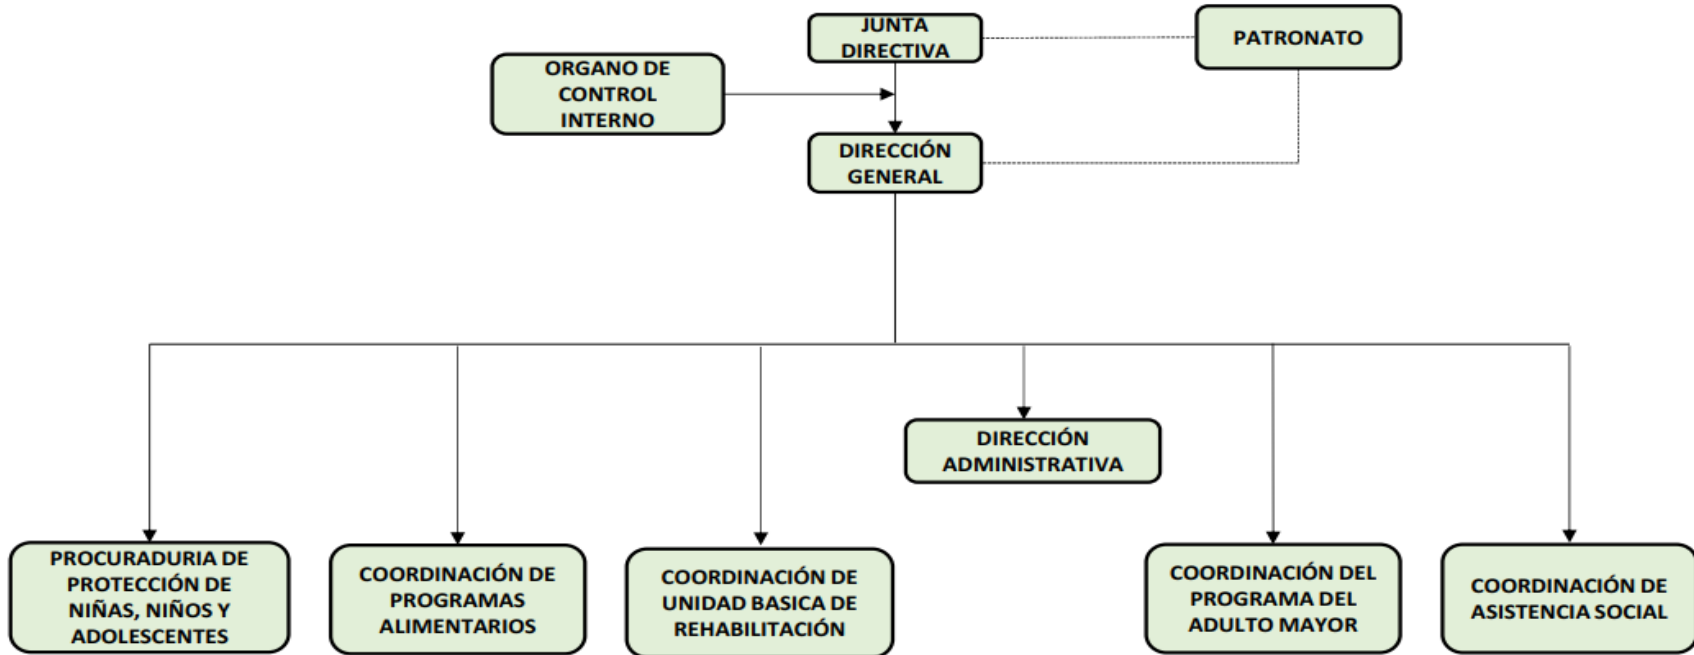 JUNTA
DIRECTIVA
PATRONATO
ORGANO DE
CONTROL
INTERNO
DIRECCIÓN
GENERAL
DIRECCIÓN
ADMINISTRATIVA
PROCURADURIA DE
PROTECCIÓN DE
NIÑAS, NIÑOS Y
ADOLESCENTES
COORDINACIÓN DE
PROGRAMAS
ALIMENTARIOS
COORDINACIÓN DE
UNIDAD BASICA DE
REHABILITACIÓN
COORDINACIÓN DEL
PROGRAMA DEL
ADULTO MAYOR
COORDINACIÓN DE
ASISTENCIA SOCIAL